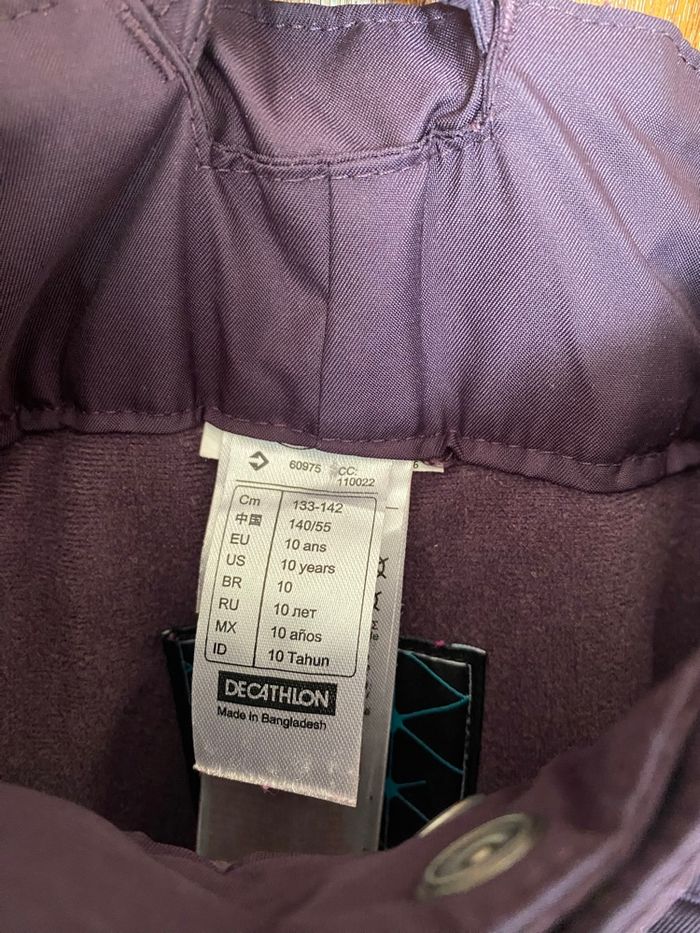 60975 CC:
110022
Cm 133-142
中国 140/55
EU 10 ans
US 10 years
BR 10
RU 10 лет
MX 10 años
ID 10 Tahun
DECATHLON
Made in Bangladesh